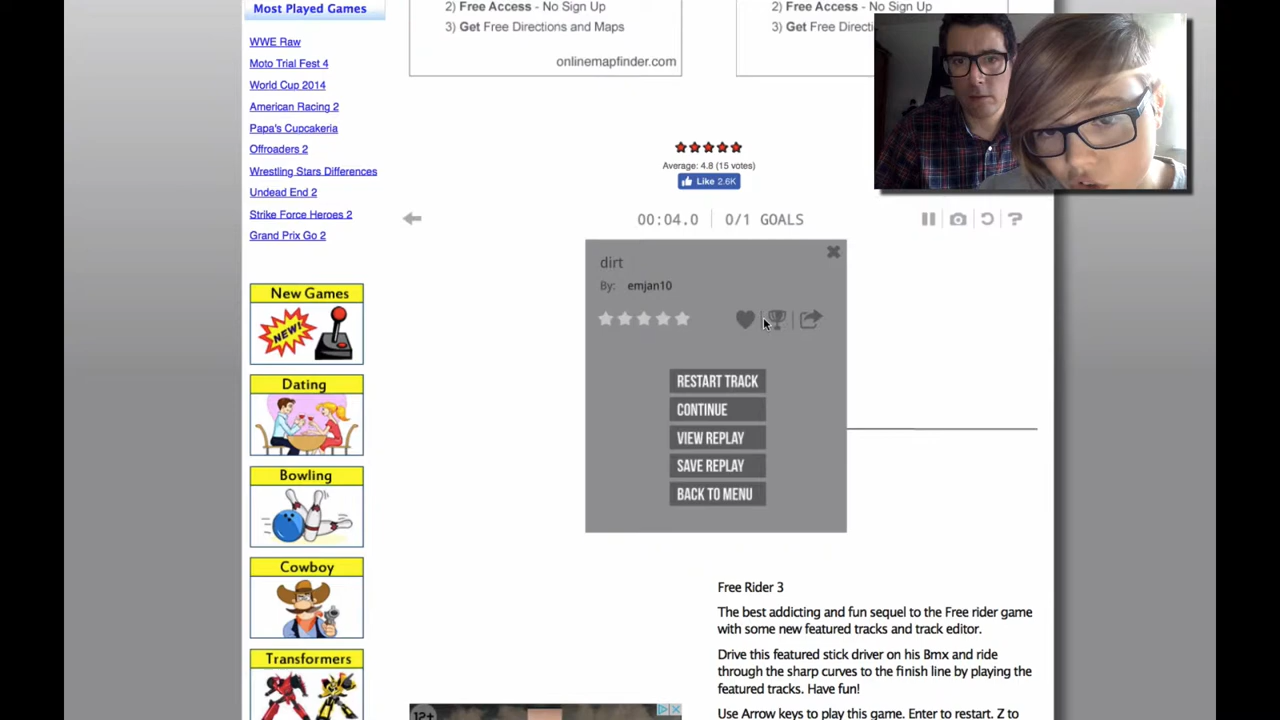 Most Played Games
WWE Raw
Moto Trial Fest 4
World Cup 2014
American Racing 2
Papa's Cupcakeria
Offroaders 2
Wrestling Stars Differences
Undead End 2
Strike Force Heroes 2
Grand Prix Go 2
New Games
NEW!
Dating
Bowling
Cowboy
Transformers
2) Free Access - No Sign Up
3) Get Free Directions and Maps
onlinemapfinder.com
2) Free Access - No Sign Up
3) Get Free Directi
Average: 4.8 (15 votes)
Like 2.6K
00:04.0 0/1 GOALS
?
dirt
By: emjan10
RESTART TRACK
CONTINUE
VIEW REPLAY
SAVE REPLAY
BACK TO MENU
Free Rider 3
The best addicting and fun sequel to the Free rider game
with some new featured tracks and track editor.
Drive this featured stick driver on his Bmx and ride
through the sharp curves to the finish line by playing the
featured tracks. Have fun!
Use Arrow keys to play this game. Enter to restart. Z to
12+